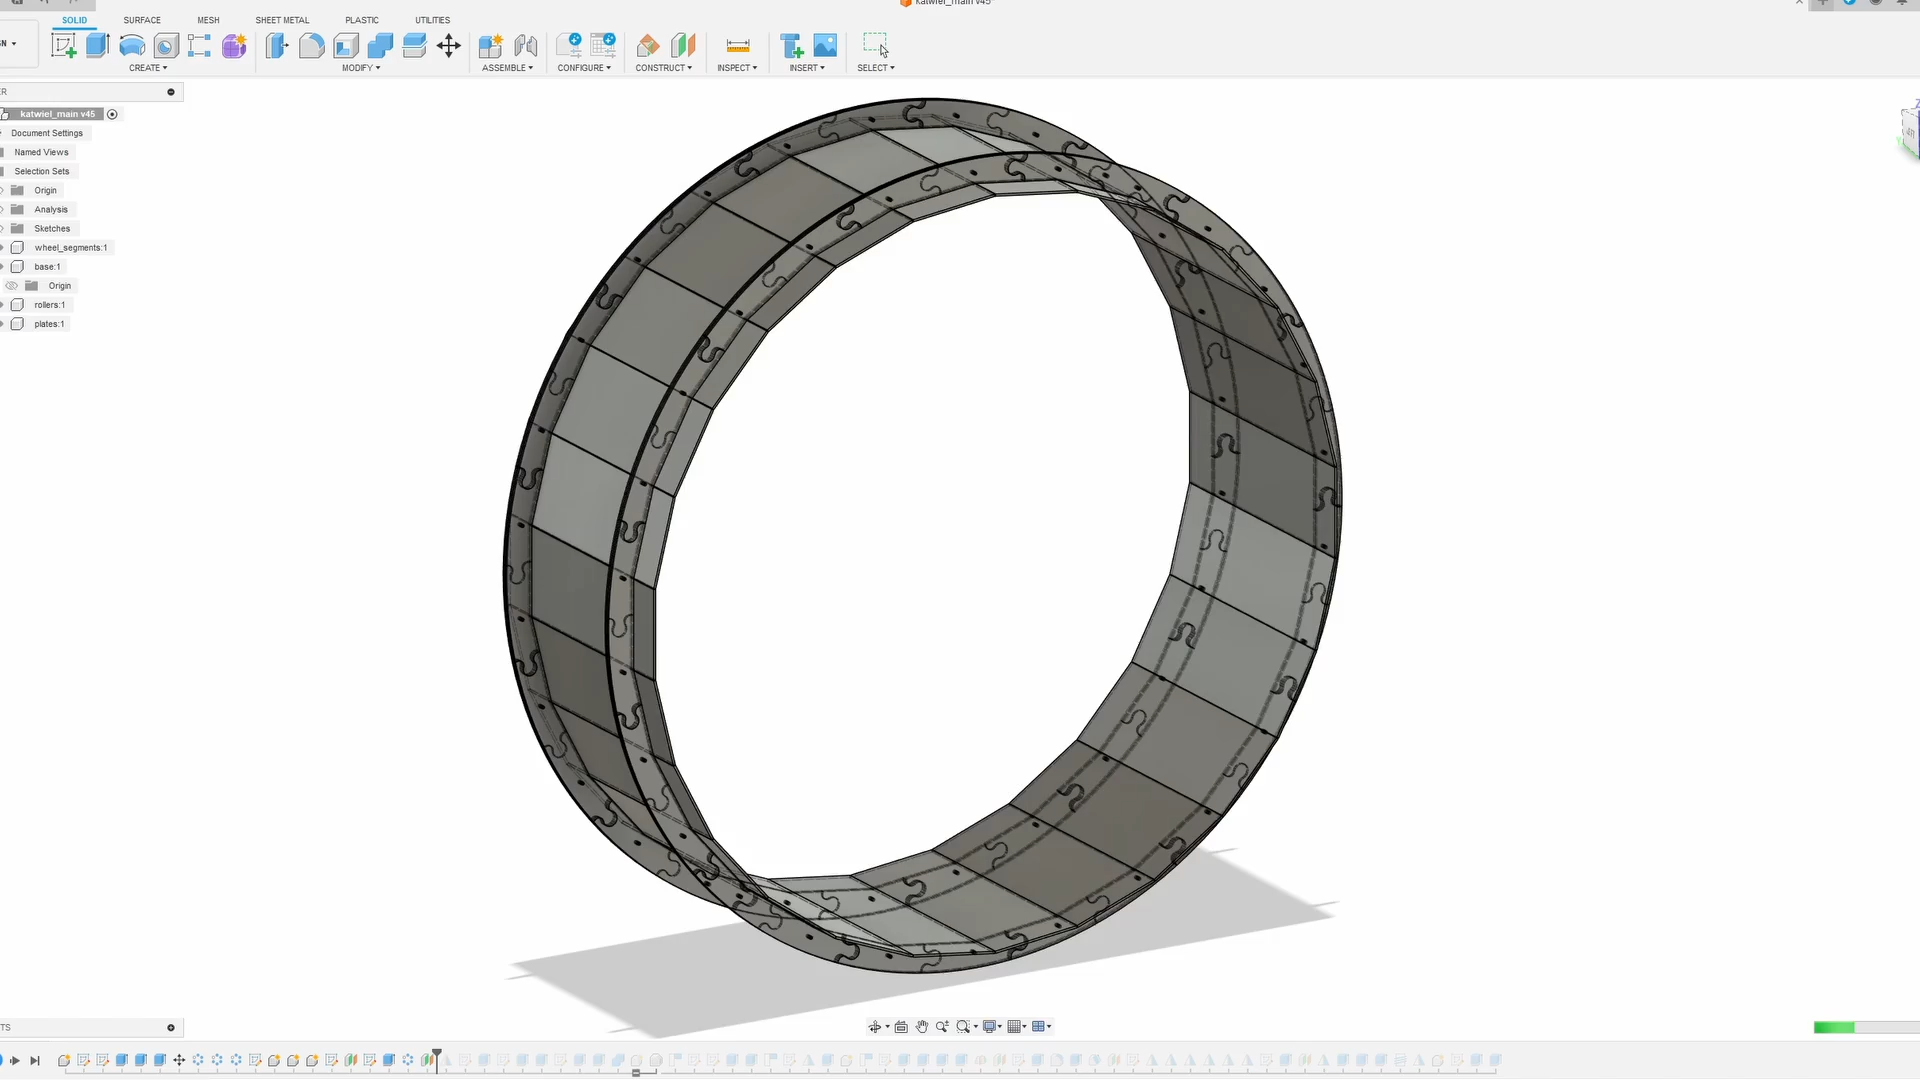 katwiel_main v45*
SOLID SURFACE MESH SHEET METAL PLASTIC UTILITIES
CREATE MODIFY ASSEMBLE CONFIGURE CONSTRUCT INSPECT INSERT SELECT
katwiel_main v45
Document Settings
Named Views
Selection Sets
Origin
Analysis
Sketches
wheel_segments:1
base:1
Origin
rollers:1
plates:1